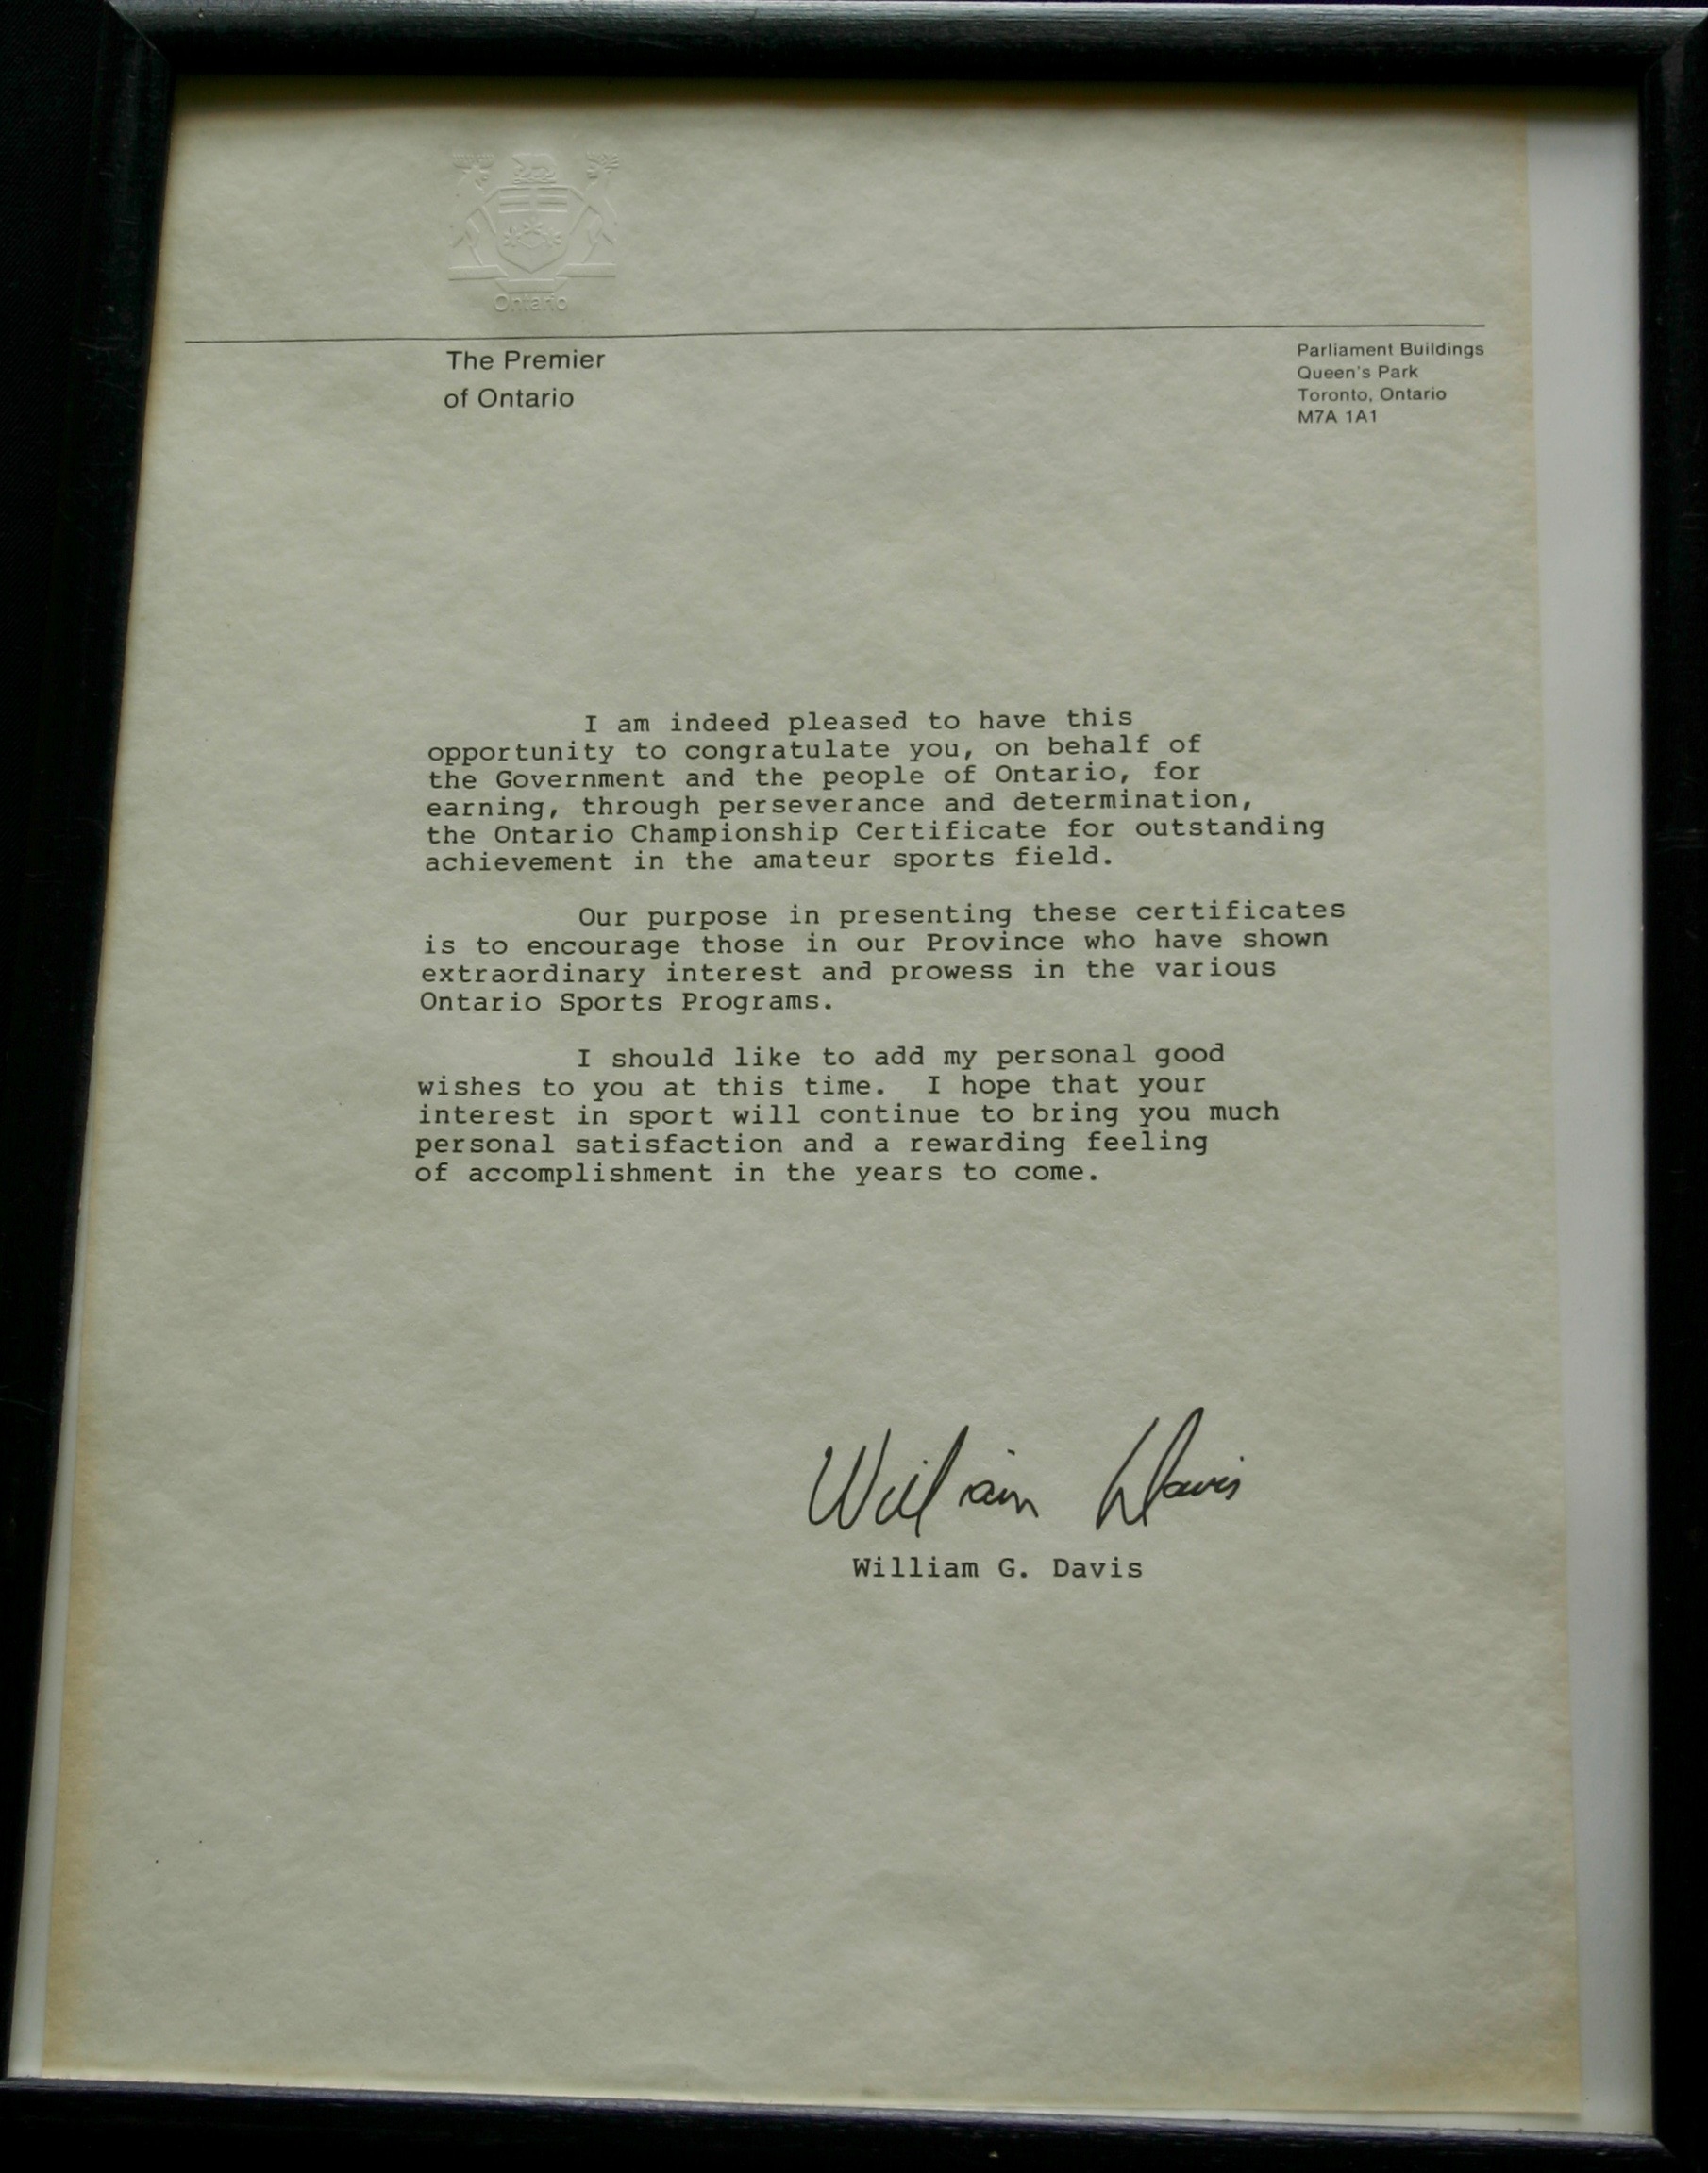 Ontario
The Premier
of Ontario
Parliament Buildings
Queen's Park
Toronto, Ontario
M7A 1A1
I am indeed pleased to have this
opportunity to congratulate you, on behalf of
the Government and the people of Ontario, for
earning, through perseverance and determination,
the Ontario Championship Certificate for outstanding
achievement in the amateur sports field.
Our purpose in presenting these certificates
is to encourage those in our Province who have shown
extraordinary interest and prowess in the various
Ontario Sports Programs.
I should like to add my personal good
wishes to you at this time.  I hope that your
interest in sport will continue to bring you much
personal satisfaction and a rewarding feeling
of accomplishment in the years to come.
William Davis
William G. Davis